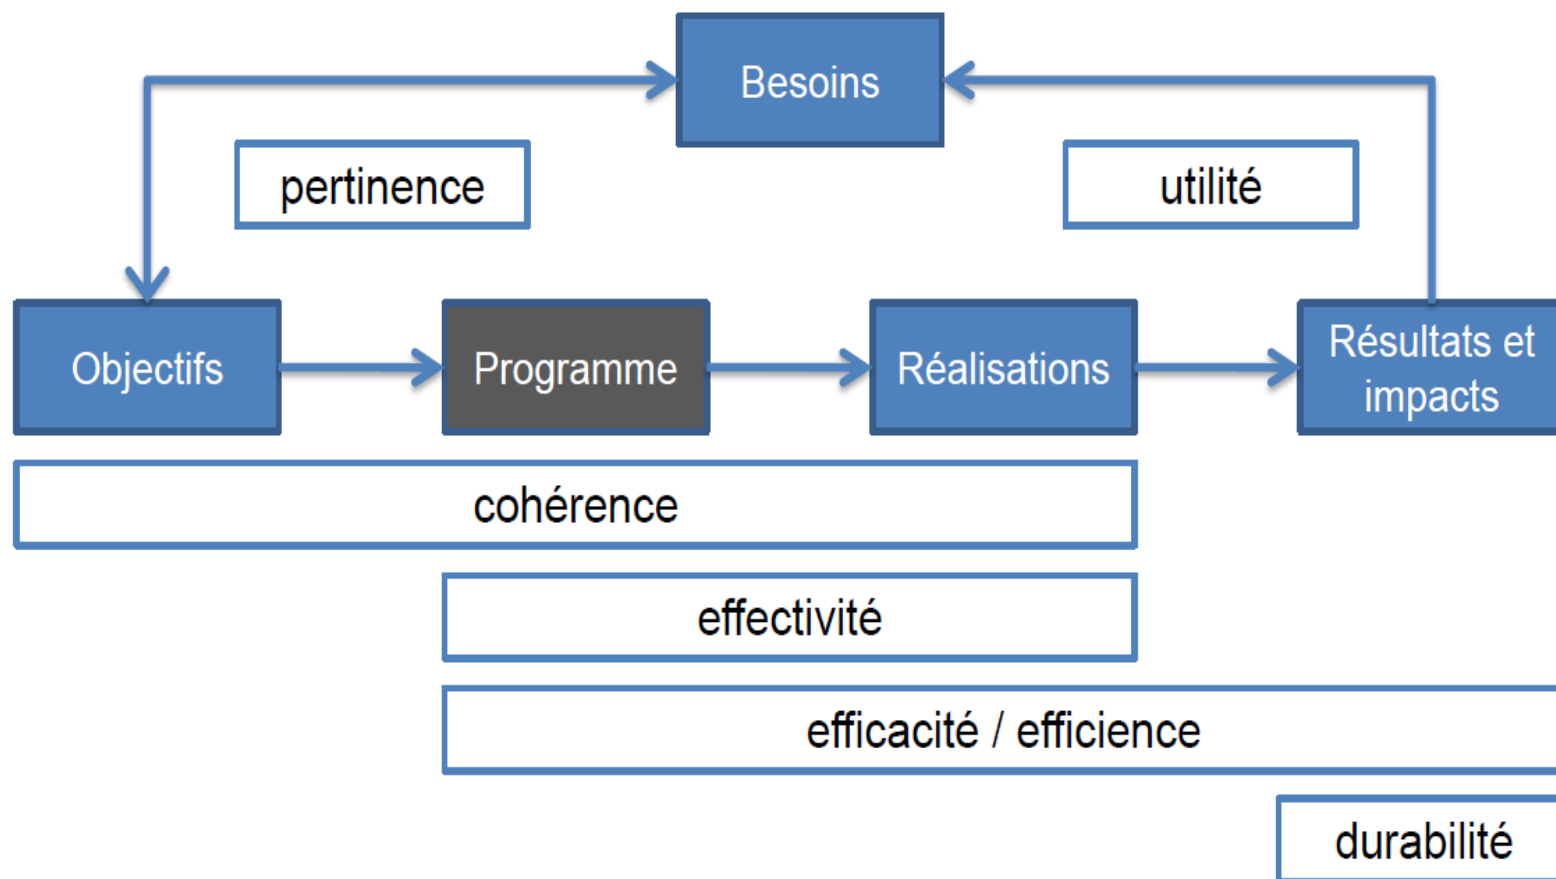 Besoins
pertinence
utilité
Objectifs
Programme
Réalisations
Résultats et
impacts
cohérence
effectivité
efficacité / efficience
durabilité